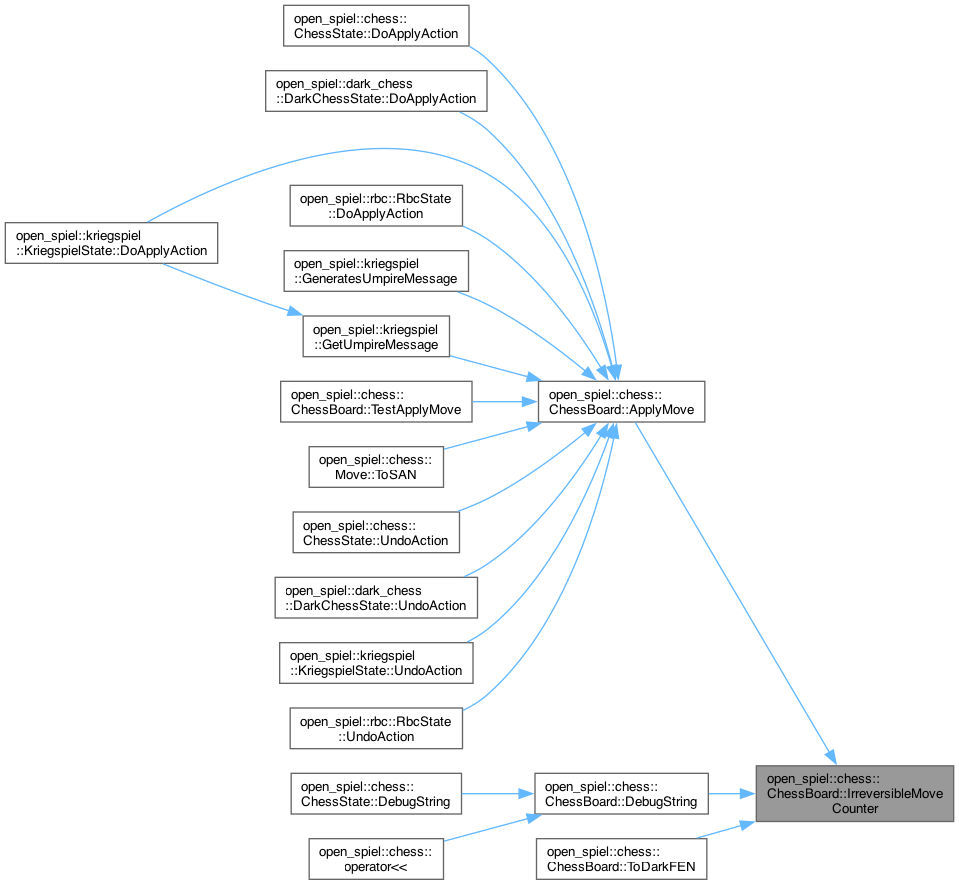 open_spiel::chess::
ChessState::DoApplyAction
open_spiel::dark_chess
::DarkChessState::DoApplyAction
open_spiel::rbc::RbcState
::DoApplyAction
open_spiel::kriegspiel
::KriegspielState::DoApplyAction
open_spiel::kriegspiel
::GeneratesUmpireMessage
open_spiel::kriegspiel
::GetUmpireMessage
open_spiel::chess::
ChessBoard::TestApplyMove
open_spiel::chess::
ChessBoard::ApplyMove
open_spiel::chess::
Move::ToSAN
open_spiel::chess::
ChessState::UndoAction
open_spiel::dark_chess
::DarkChessState::UndoAction
open_spiel::kriegspiel
::KriegspielState::UndoAction
open_spiel::rbc::RbcState
::UndoAction
open_spiel::chess::
ChessState::DebugString
open_spiel::chess::
ChessBoard::DebugString
open_spiel::chess::
ChessBoard::IrreversibleMove
Counter
open_spiel::chess::
operator<<
open_spiel::chess::
ChessBoard::ToDarkFEN